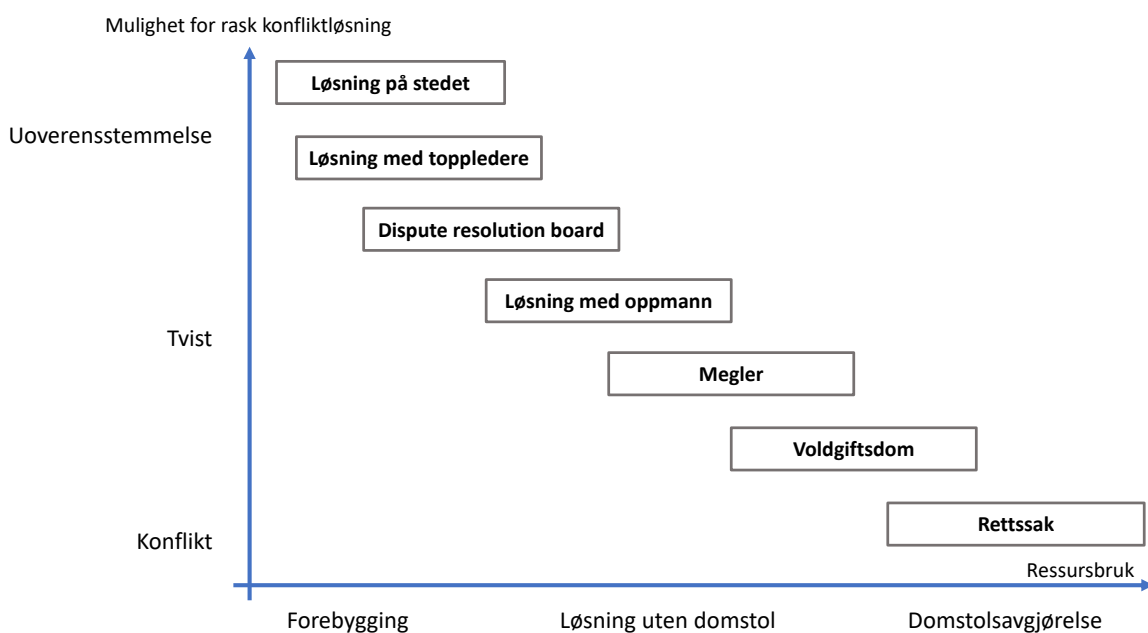 Mulighet for rask konfliktløsning
Løsning på stedet
Uoverensstemmelse
Løsning med toppledere
Dispute resolution board
Løsning med oppmann
Tvist
Megler
Voldgiftsdom
Rettssak
Konflikt
Ressursbruk
Forebygging
Løsning uten domstol
Domstolsavgjørelse